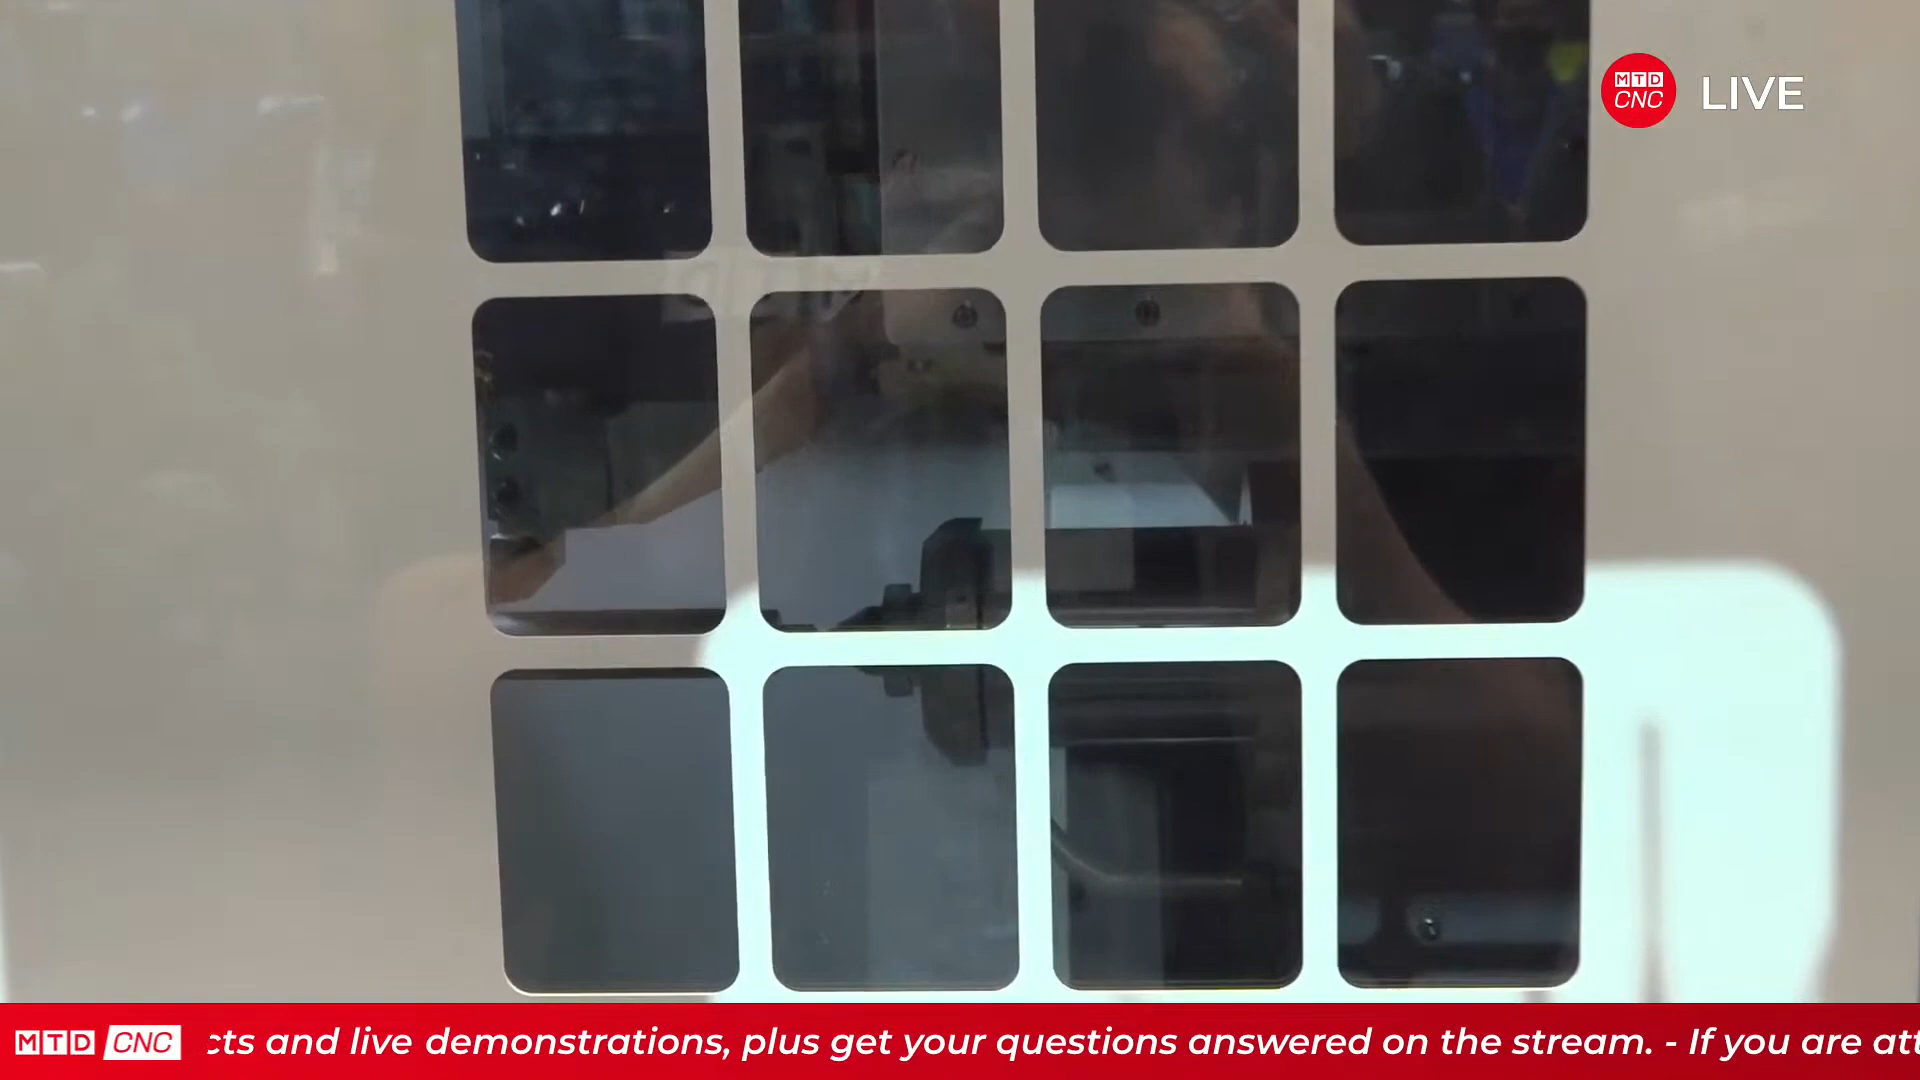 MTD
CNC
LIVE
MTD CNC
cts and live demonstrations, plus get your questions answered on the stream. - If you are att